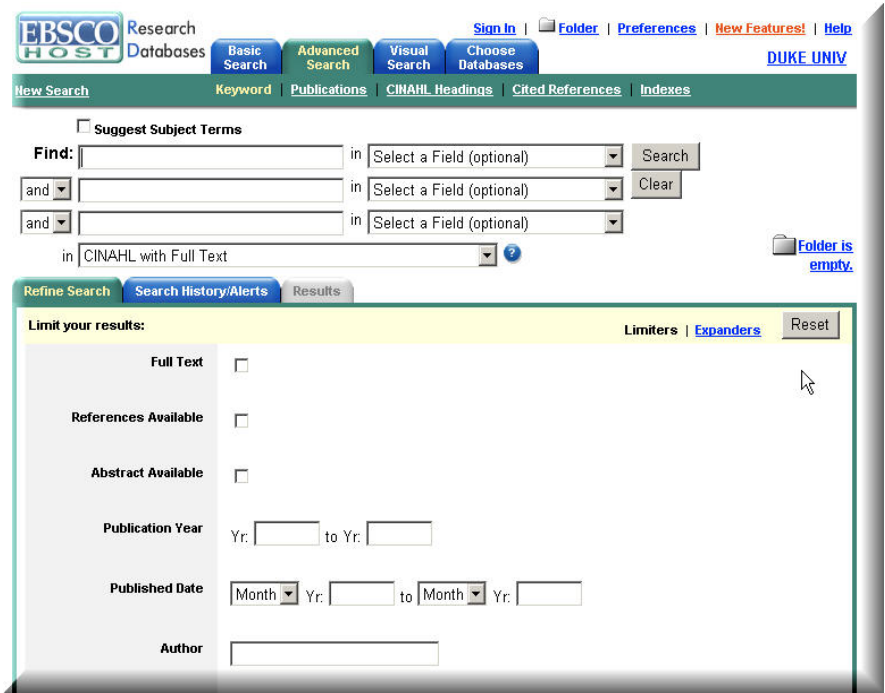 EBSCO Research
HOST Databases
Sign In | Folder | Preferences | New Features! | Help
Basic Search
Advanced Search
Visual Search
Choose Databases
DUKE UNIV
New Search
Keyword | Publications | CINAHL Headings | Cited References | Indexes
Suggest Subject Terms
Find: in Select a Field (optional) Search
and in Select a Field (optional) Clear
and in Select a Field (optional)
in CINAHL with Full Text ?
Folder is
empty.
Refine Search Search History/Alerts Results
Limit your results: Limiters | Expanders Reset
Full Text
References Available
Abstract Available
Publication Year Yr: to Yr:
Published Date Month Yr: to Month Yr:
Author